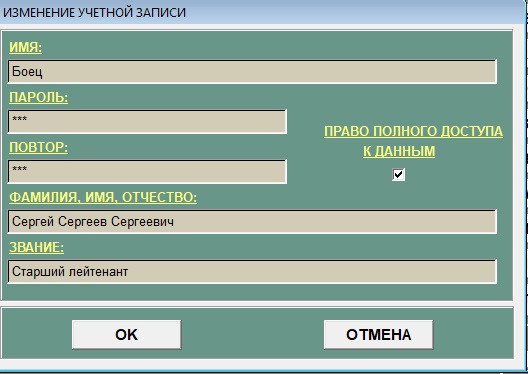 ИЗМЕНЕНИЕ УЧЕТНОЙ ЗАПИСИ
ИМЯ:
Боец
ПАРОЛЬ:
***
ПОВТОР:
***
ПРАВО ПОЛНОГО ДОСТУПА
К ДАННЫМ
ФАМИЛИЯ, ИМЯ, ОТЧЕСТВО:
Сергей Сергеев Сергеевич
ЗВАНИЕ:
Старший лейтенант
OK
ОТМЕНА